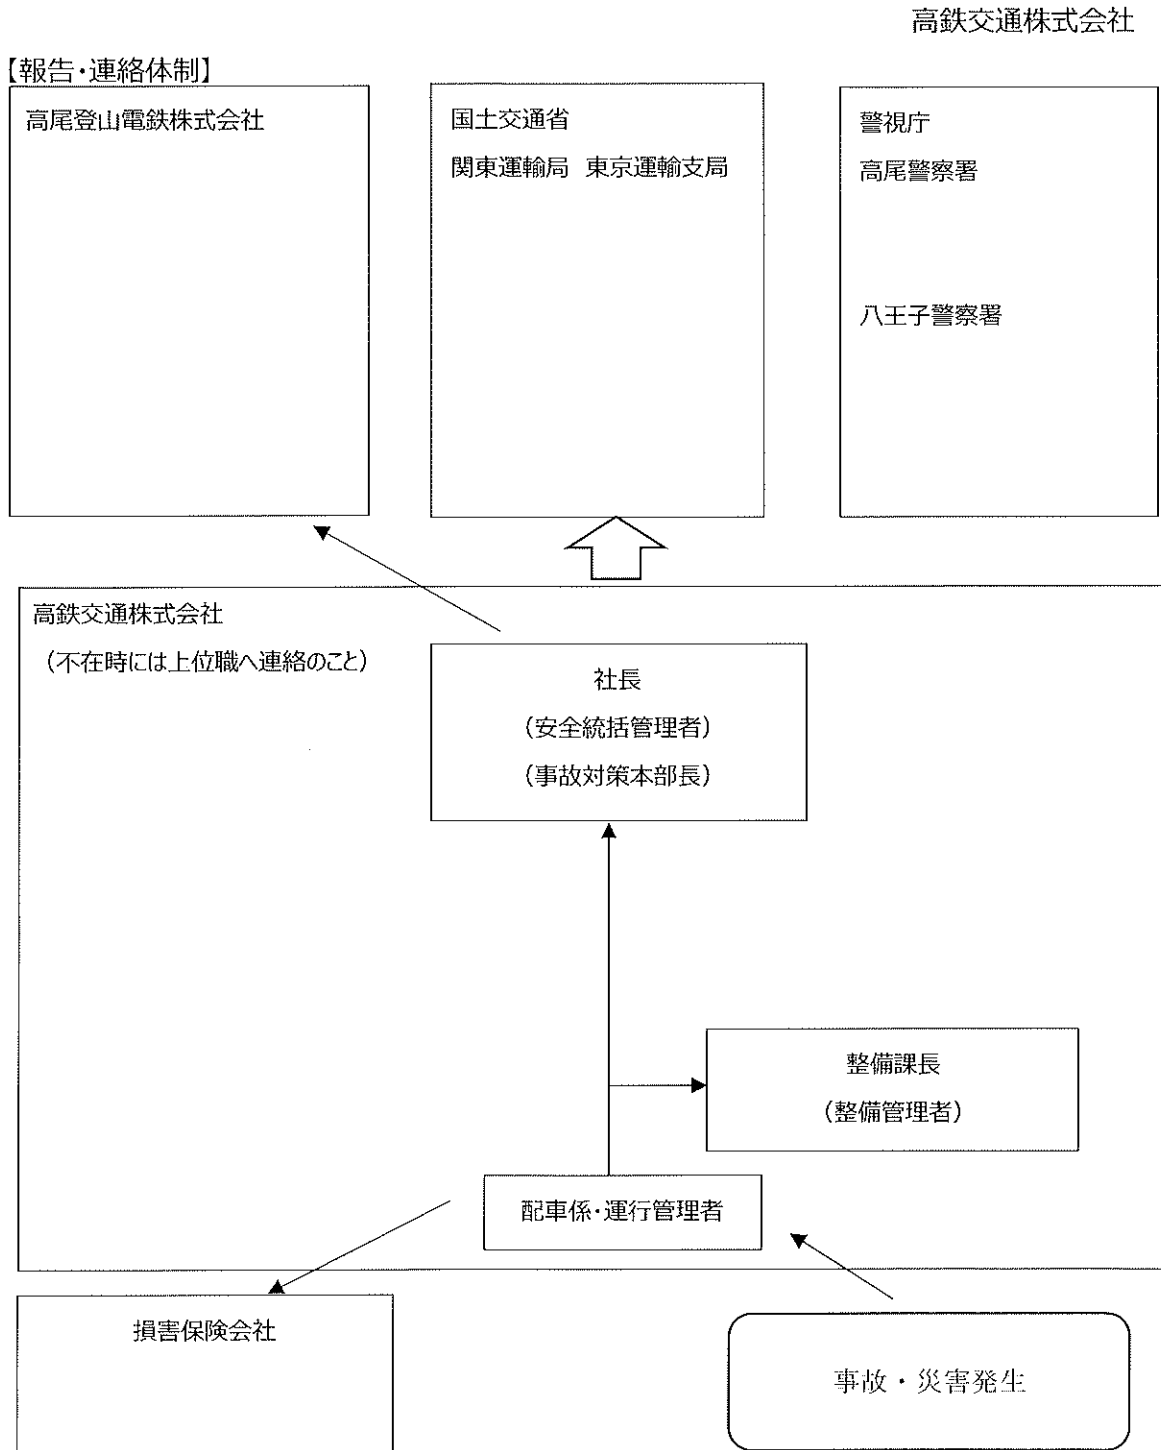 高鉄交通株式会社
【報告・連絡体制】
高尾登山電鉄株式会社
国土交通省
関東運輸局 東京運輸支局
警視庁
高尾警察署
八王子警察署
高鉄交通株式会社
（不在時には上位職へ連絡のこと）
社長
（安全統括管理者）
（事故対策本部長）
整備課長
（整備管理者）
配車係・運行管理者
損害保険会社
事故・災害発生